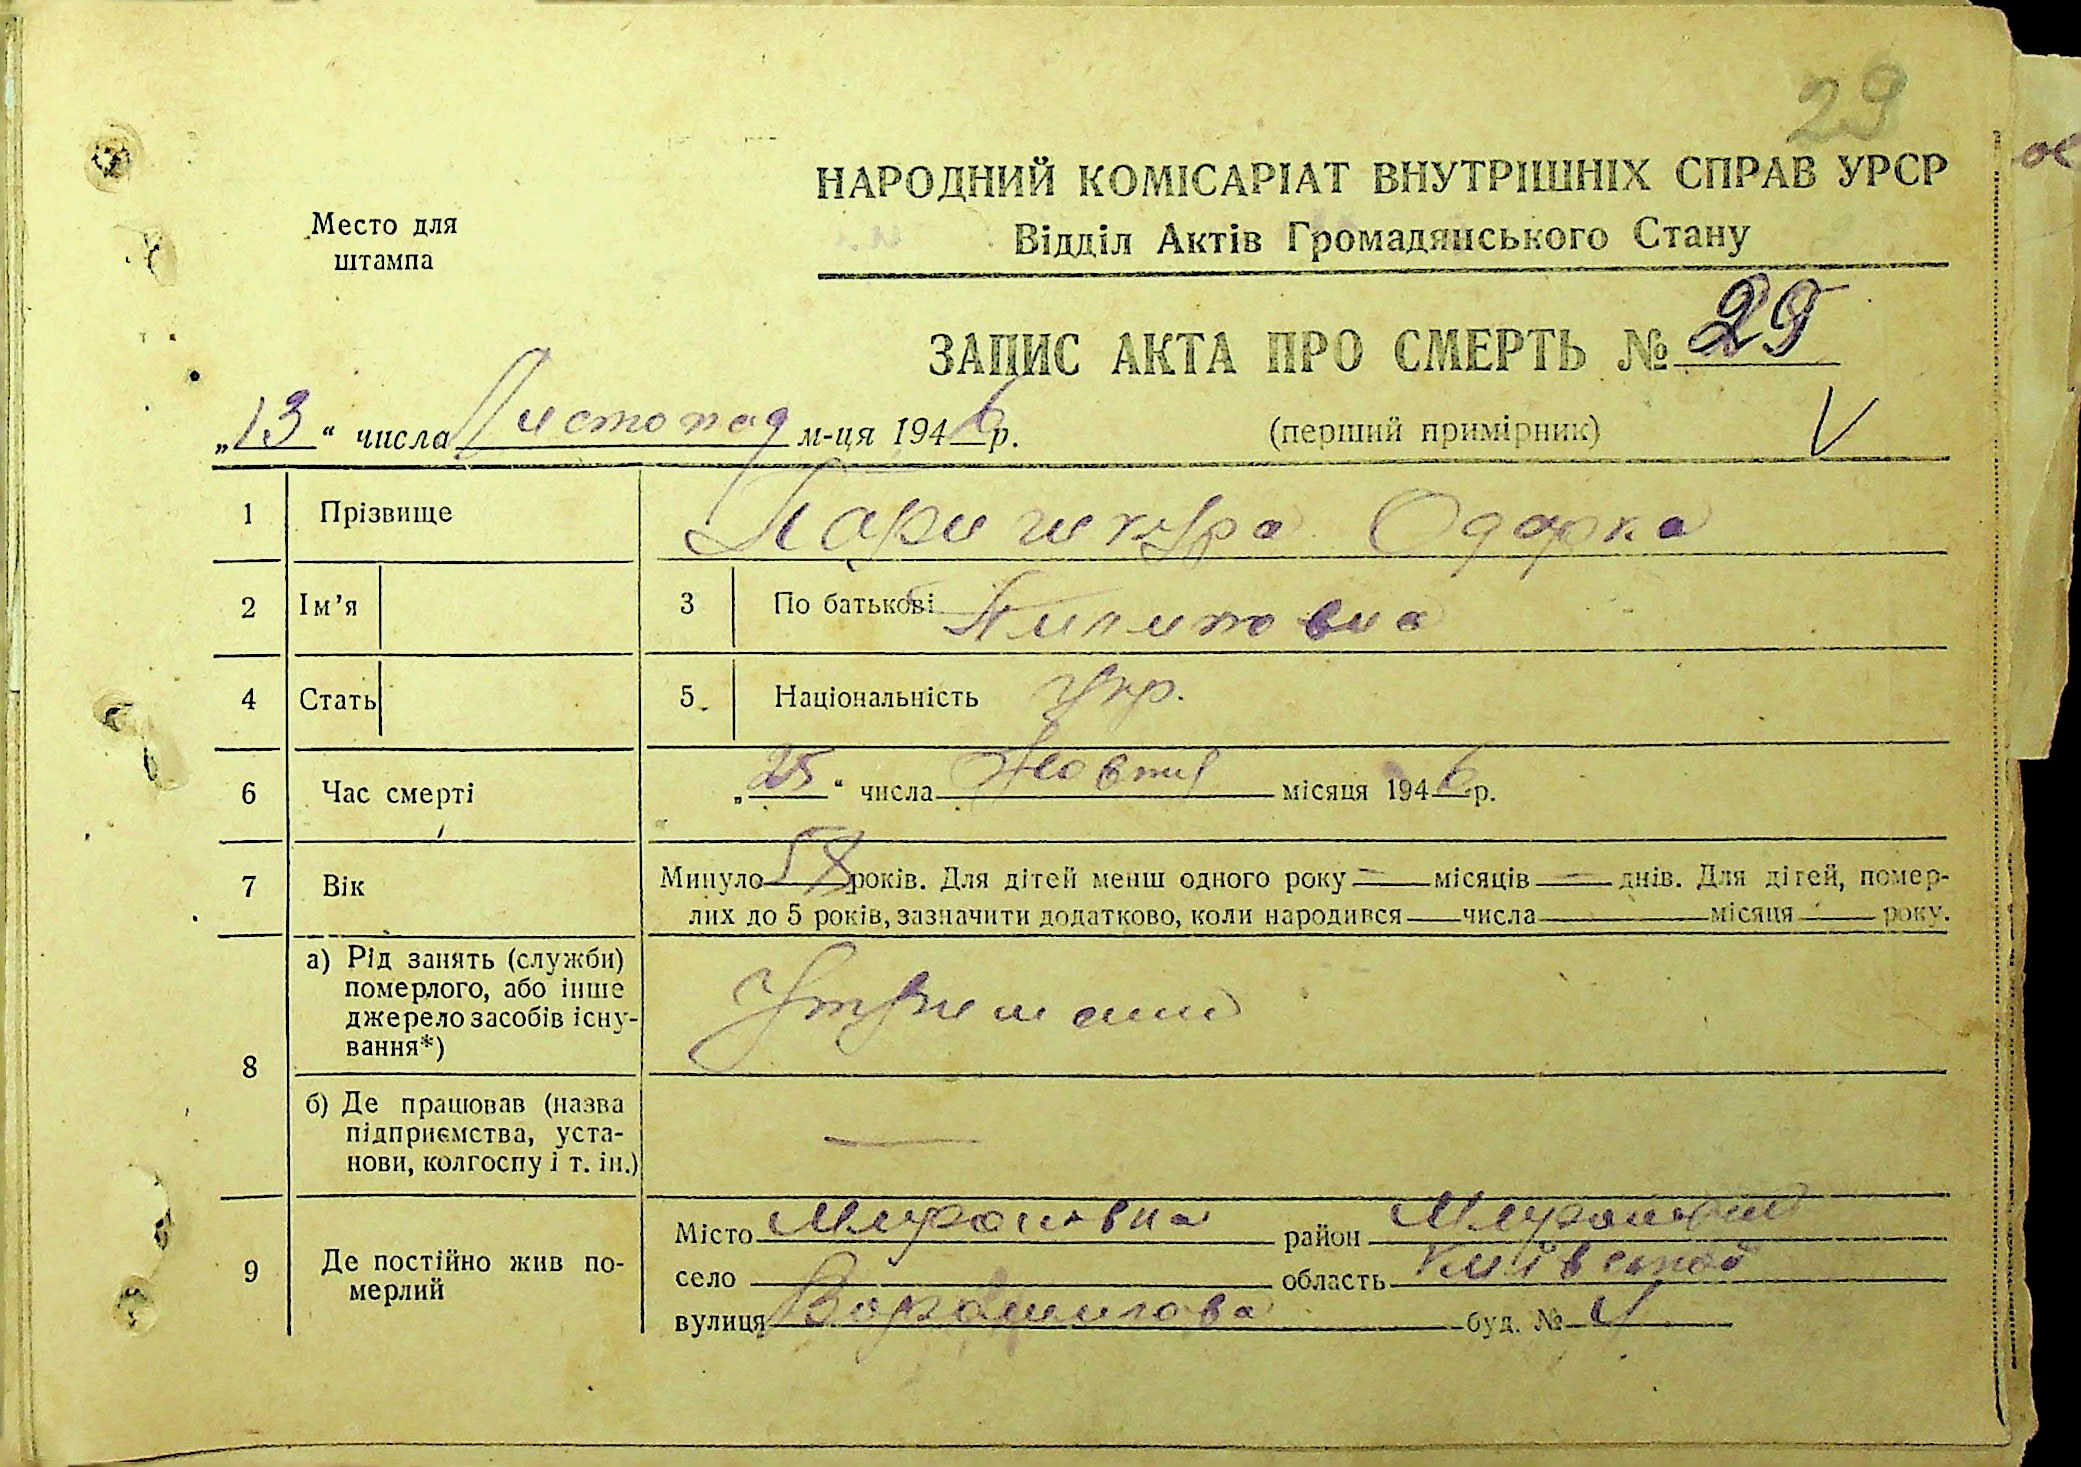 29
НАРОДНИЙ КОМІСАРІАТ ВНУТРІШНІХ СПРАВ УРСР
Відділ Актів Громадянського Стану
Место для
штампа
ЗАПИС АКТА ПРО СМЕРТЬ № 29
„13“ числа Листопад м-ця 1946 р. (перший примірник) V
1 Прізвище Одарка
2 Ім’я 3 По батькові
4 Стать 5. Національність Укр.
6 Час смерті „25“ числа Жовтня місяця 1946 р.
7 Вік Минуло 58 років. Для дітей менш одного року — місяців — днів. Для дітей, помер-
лих до 5 років, зазначити додатково, коли народився — числа — місяця — року.
8 а) Рід занять (служби)
померлого, або інше
джерело засобів існу-
вання*)
б) Де працював (назва
підприємства, уста-
нови, колгоспу і т. ін.) —
9 Де постійно жив по-
мерлий
Місто Миронівка район
село область Київської
вулиця Ворошилова буд. №